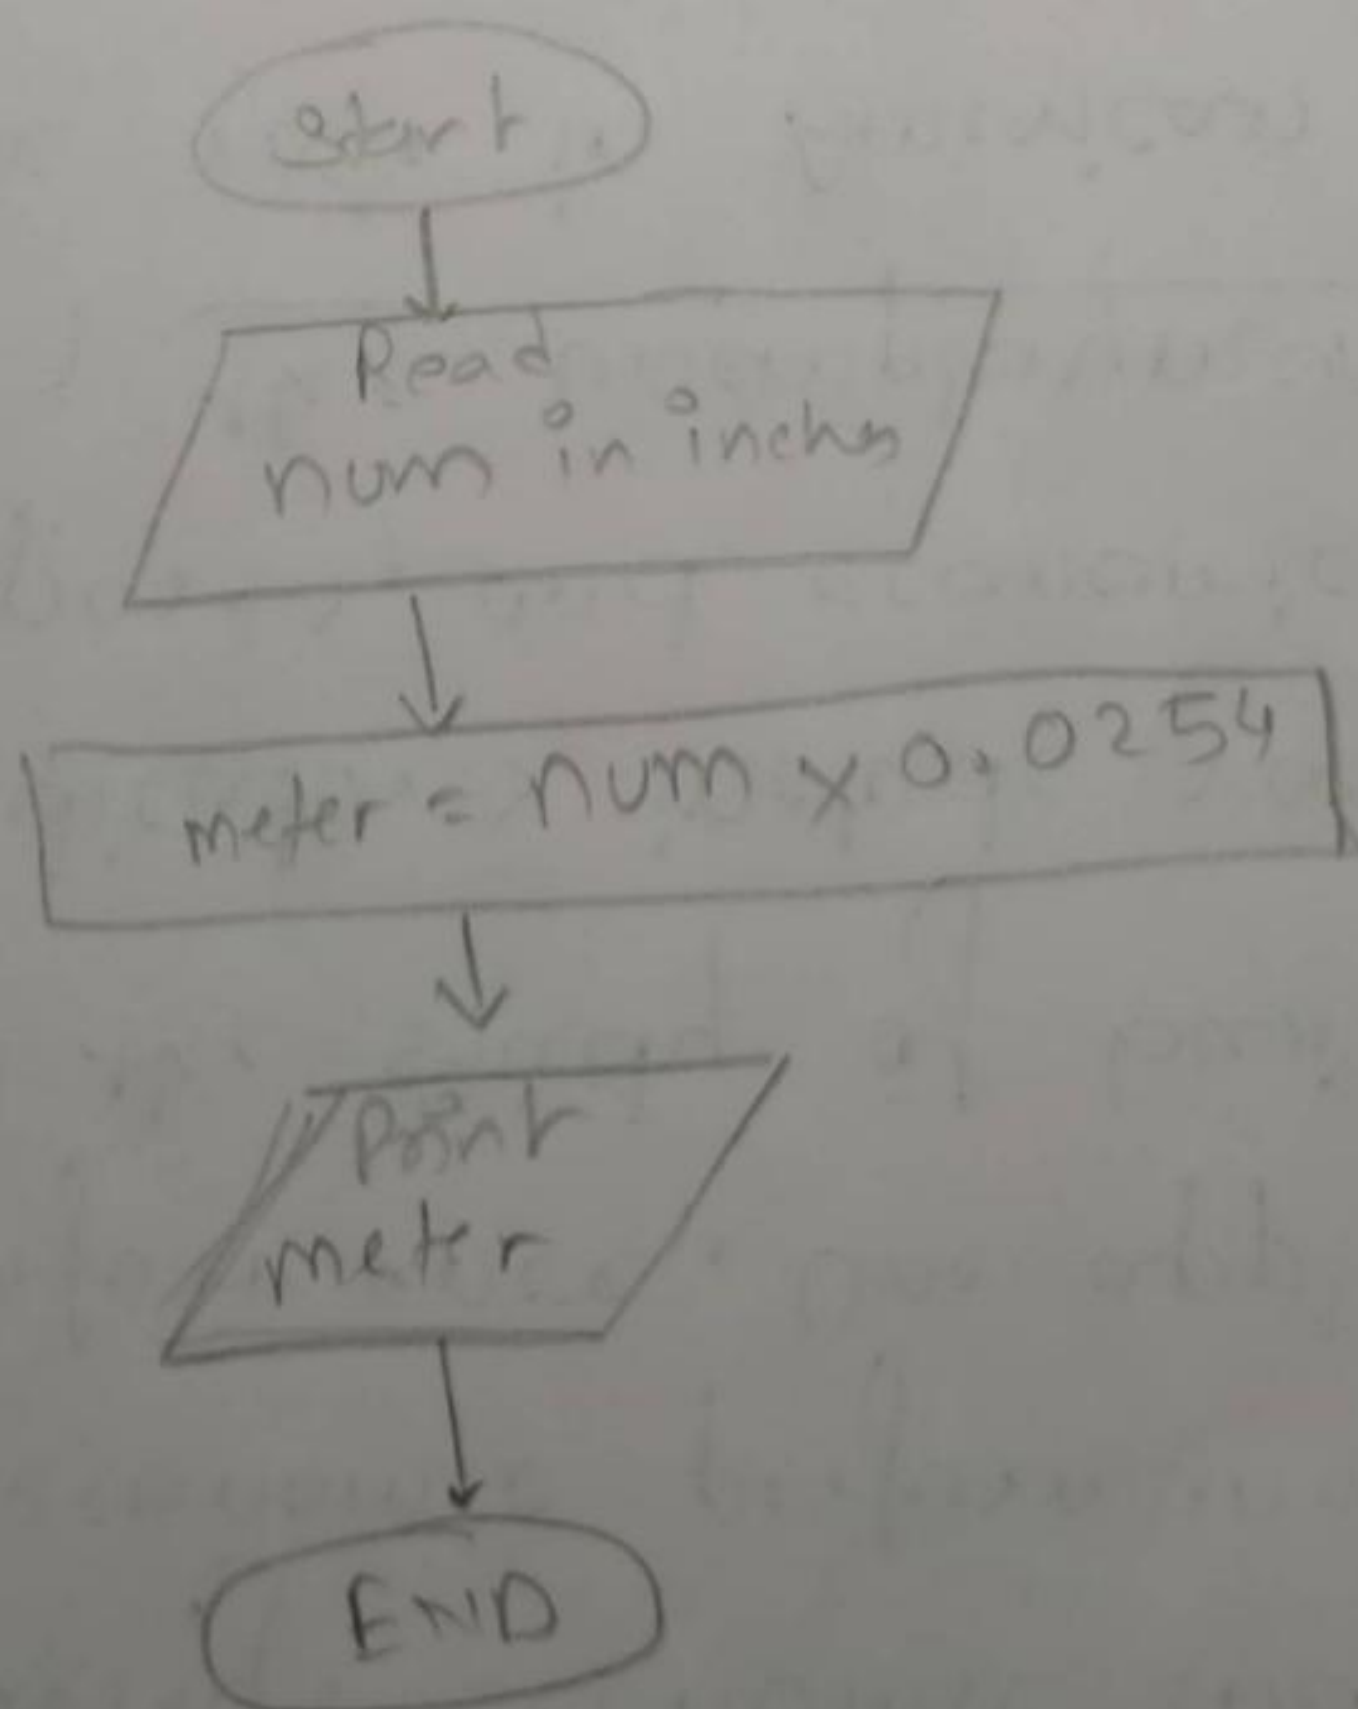 Start
Read
num in inches
meter = num x 0.0254
Print
meter
END